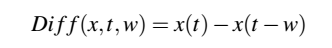 Diff(x,t,w) = x(t) − x(t − w)